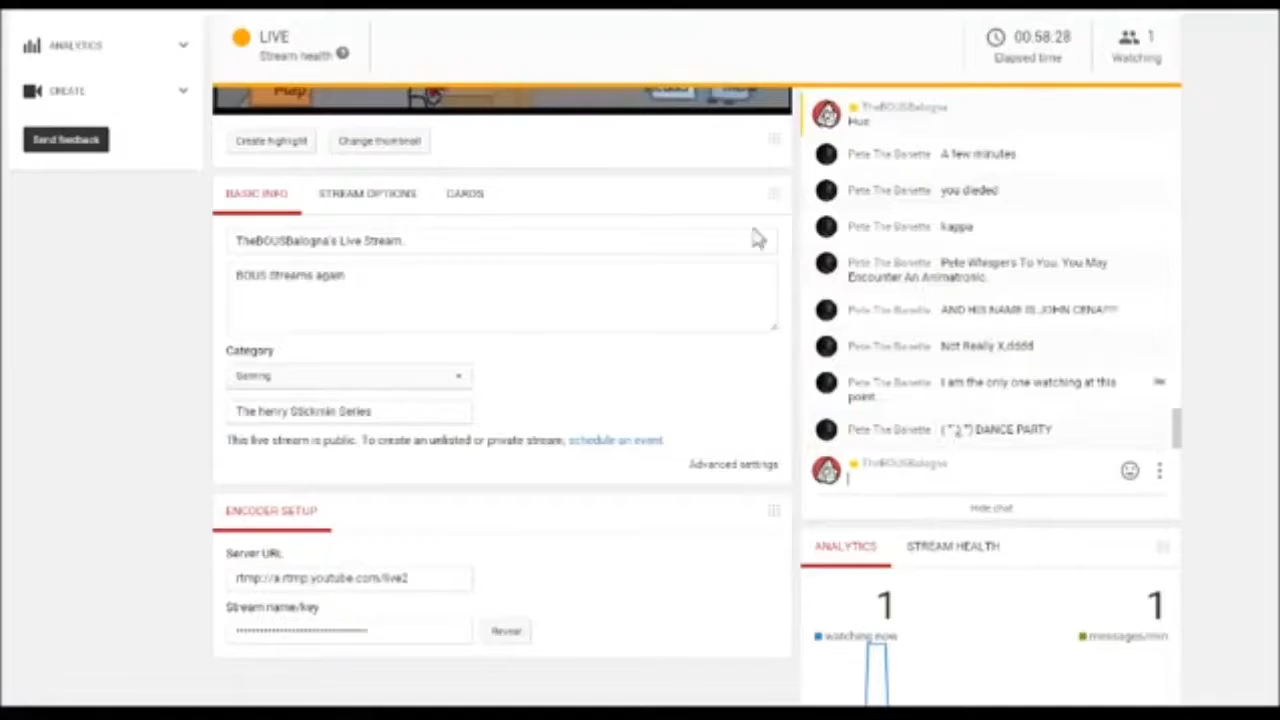 ANALYTICS
CREATE
Send feedback
LIVE
Stream health ?
00:58:28
Elapsed time
1
Watching
Map
Create highlight
Change thumbnail
BASIC INFO
STREAM OPTIONS
CARDS
TheBOUSBalogna's Live Stream.
BOUS Streams again
Category
Gaming
The henry Stickmin Series
This live stream is public. To create an unlisted or private stream, schedule an event.
Advanced settings
ENCODER SETUP
Server URL
rtmp://a.rtmp.youtube.com/live2
Stream name/key
Reveal
TheBOUSBalogna
Hue
Pete The Banette A few minutes
Pete The Banette you dieded
Pete The Banette kappa
Pete The Banette Pete Whispers To You. You May
Encounter An Animatronic.
Pete The Banette AND HIS NAME IS JOHN CENA!!!!
Pete The Banette Not Really X,dddd
Pete The Banette I am the only one watching at this
point...
Pete The Banette DANCE PARTY
TheBOUSBalogna
Hide chat
ANALYTICS
STREAM HEALTH
1
watching now
1
messages/min